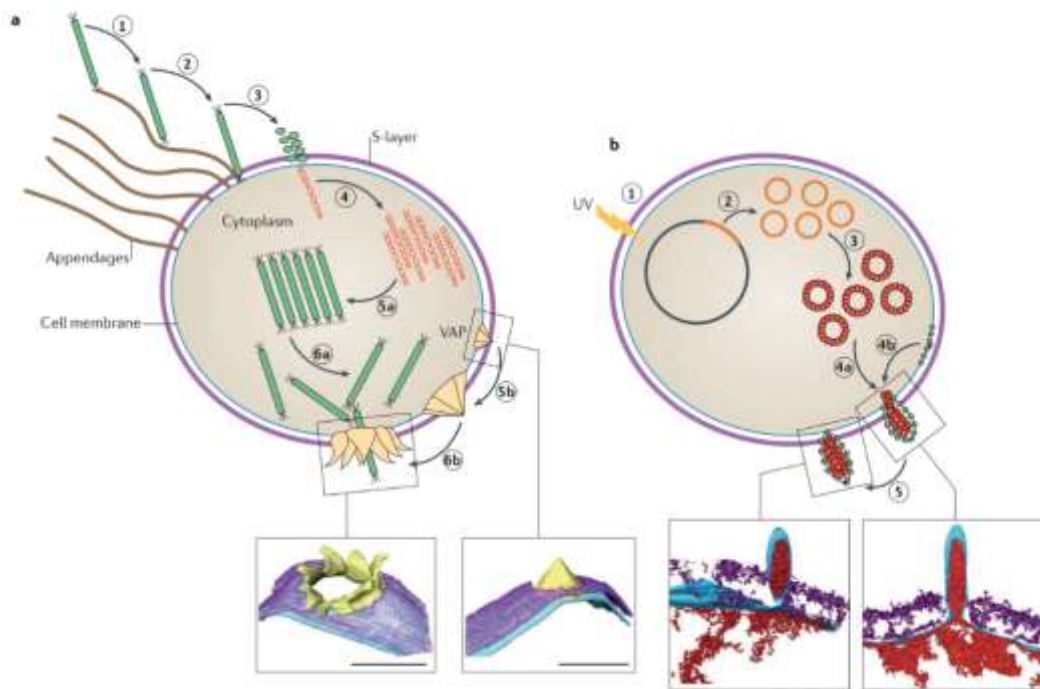 a
1
2
3
S-layer
b
4
1
UV
2
Cytoplasm
3
Appendages
5a
Cell membrane
VAP
6a
4b
4a
5b
6b
5